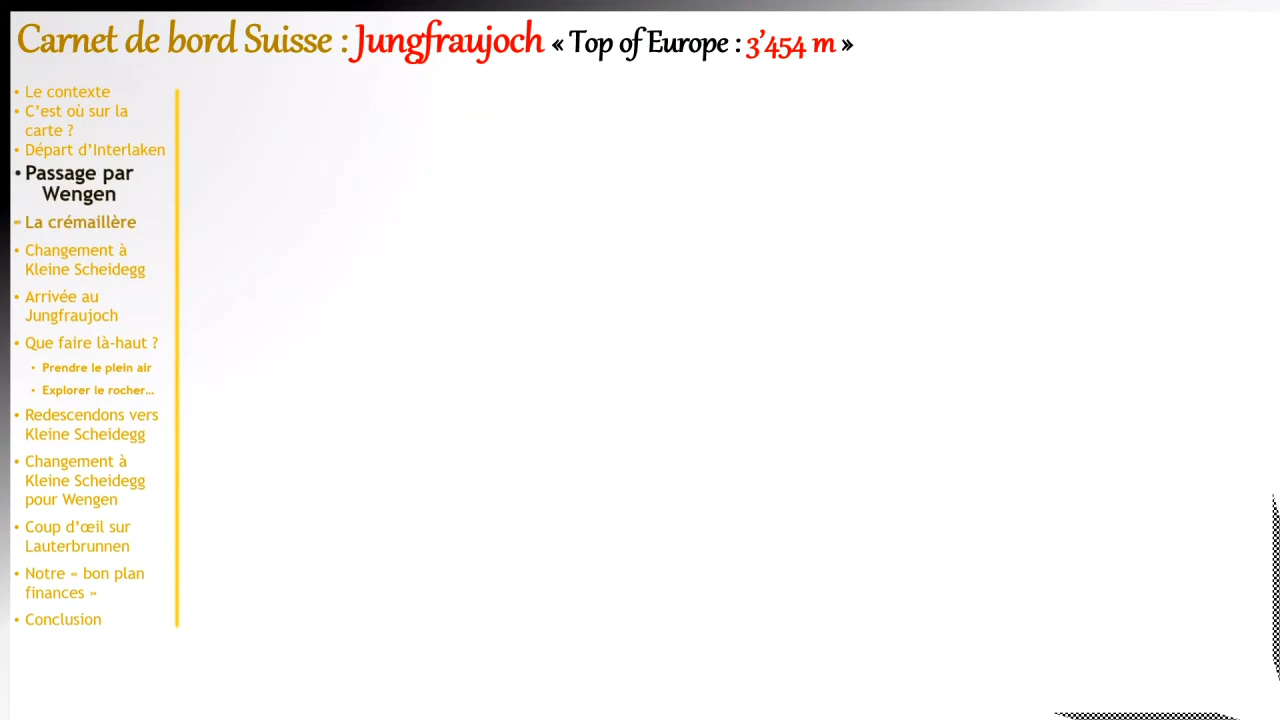 Carnet de bord Suisse : Jungfraujoch « Top of Europe : 3’454 m »
• Le contexte
• C’est où sur la
carte ?
• Départ d’Interlaken
• Passage par
Wengen
- La crémaillère
• Changement à
Kleine Scheidegg
• Arrivée au
Jungfraujoch
• Que faire là-haut ?
• Prendre le plein air
• Explorer le rocher…
• Redescendons vers
Kleine Scheidegg
• Changement à
Kleine Scheidegg
pour Wengen
• Coup d’œil sur
Lauterbrunnen
• Notre « bon plan
finances »
• Conclusion